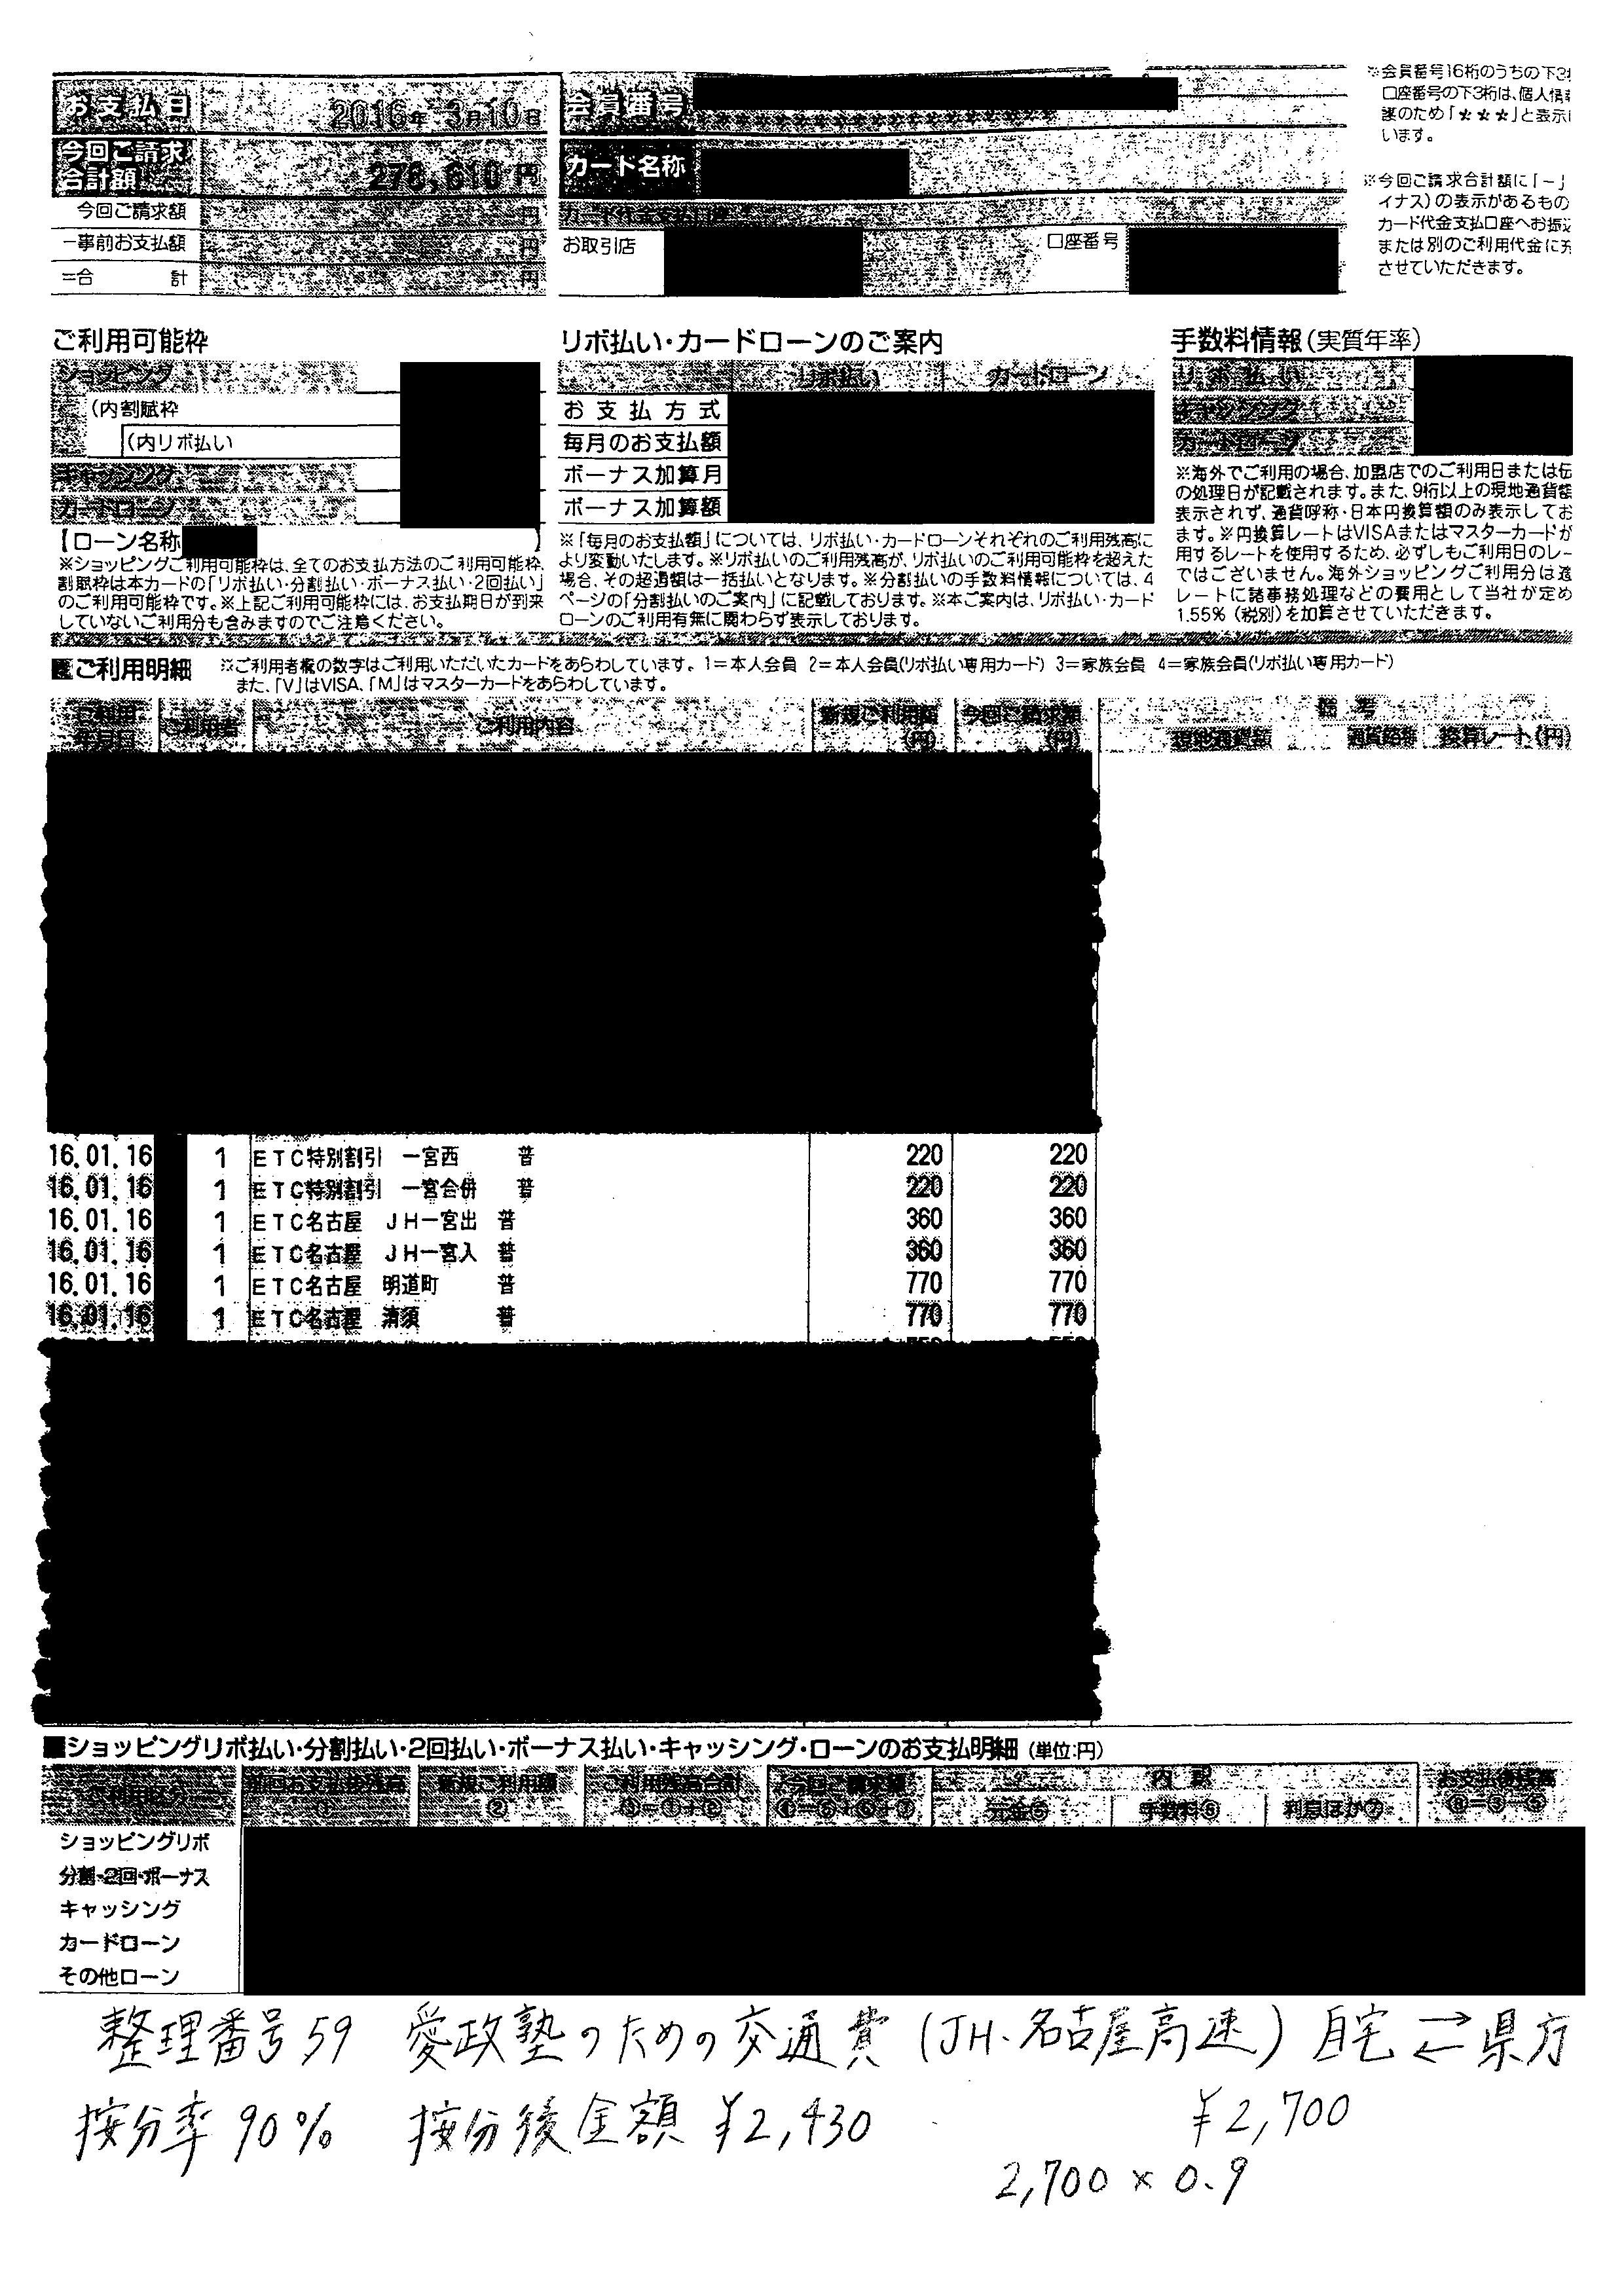 お支払日 2016年 3月10日
今回ご請求合計額 278,610円
今回ご請求額 円
－事前お支払額 円
＝合計 円
会員番号
カード名称
カード代金支払口座
お取引店 口座番号
※会員番号16桁のうちの下3
口座番号の下3桁は、個人情
護のため「★★★」と表示
います。
※今回ご請求合計額に「－」
イナス)の表示があるもの
カード代金支払口座へお振
または別のご利用代金に
させていただきます。
ご利用可能枠
ショッピング
(内割賦枠
(内リボ払い
キャッシング
カードローン
【ローン名称 】
※ショッピングご利用可能枠は、全てのお支払方法のご利用可能枠、
割賦枠は本カードの「リボ払い・分割払い・ボーナス払い・2回払い」
のご利用可能枠です。※上記ご利用可能枠には、お支払期日が到来
していないご利用分も含みますのでご注意ください。
リボ払い・カードローンのご案内
リボ払い カードローン
お支払方式
毎月のお支払額
ボーナス加算月
ボーナス加算額
※「毎月のお支払額」については、リボ払い・カードローンそれぞれのご利用残高に
より変動いたします。※リボ払いのご利用残高が、リボ払いのご利用可能枠を超えた
場合、その超過額は一括払いとなります。※分割払いの手数料情報については、4
ページの「分割払いのご案内」に記載しております。※本ご案内は、リボ払い・カード
ローンのご利用有無に関わらず表示しております。
手数料情報(実質年率)
リボ払い
キャッシング
カードローン
※海外でご利用の場合、加盟店でのご利用日または伝
の処理日が記載されます。また、9桁以上の現地通貨額
表示されず、通貨呼称・日本円換算額のみ表示してお
ます。※円換算レートはVISAまたはマスターカードが
用するレートを使用するため、必ずしもご利用日のレー
ではございません。海外ショッピングご利用分は
レートに諸事務処理などの費用として当社が定め
1.55%(税別)を加算させていただきます。
ご利用明細 ※ご利用者欄の数字はご利用いただいたカードをあらわしています。1＝本人会員 2＝本人会員(リボ払い専用カード) 3＝家族会員 4＝家族会員(リボ払い専用カード)
また、「V」はVISA、「M」はマスターカードをあらわしています。
ご利用年月日 ご利用者 ご利用内容 新規ご利用額(円) 今回ご請求額(円) 備考
現地通貨額 通貨呼称 換算レート(円)
16.01.16 1 ETC特別割引 一宮西 普 220 220
16.01.16 1 ETC特別割引 一宮合併 普 220 220
16.01.16 1 ETC名古屋 JH一宮出 普 360 360
16.01.16 1 ETC名古屋 JH一宮入 普 360 360
16.01.16 1 ETC名古屋 明道町 普 770 770
16.01.16 1 ETC名古屋 清須 普 770 770
■ショッピングリボ払い・分割払い・2回払い・ボーナス払い・キャッシング・ローンのお支払明細(単位:円)
ご利用区分 前回お支払後残高① 新規ご利用額② ご利用残高合計③＝①＋② 今回ご請求額④＝⑤＋⑥＋⑦ 内訳 元金⑤ 手数料⑥ 利息ほか⑦ お支払後残高⑧＝③－⑤
ショッピングリボ
分割・2回・ボーナス
キャッシング
カードローン
その他ローン
整理番号59 愛政塾のための交通費(JH・名古屋高速) 自宅⇄県庁
按分率90% 按分後金額 ¥2,430 ¥2,700
2,700×0.9